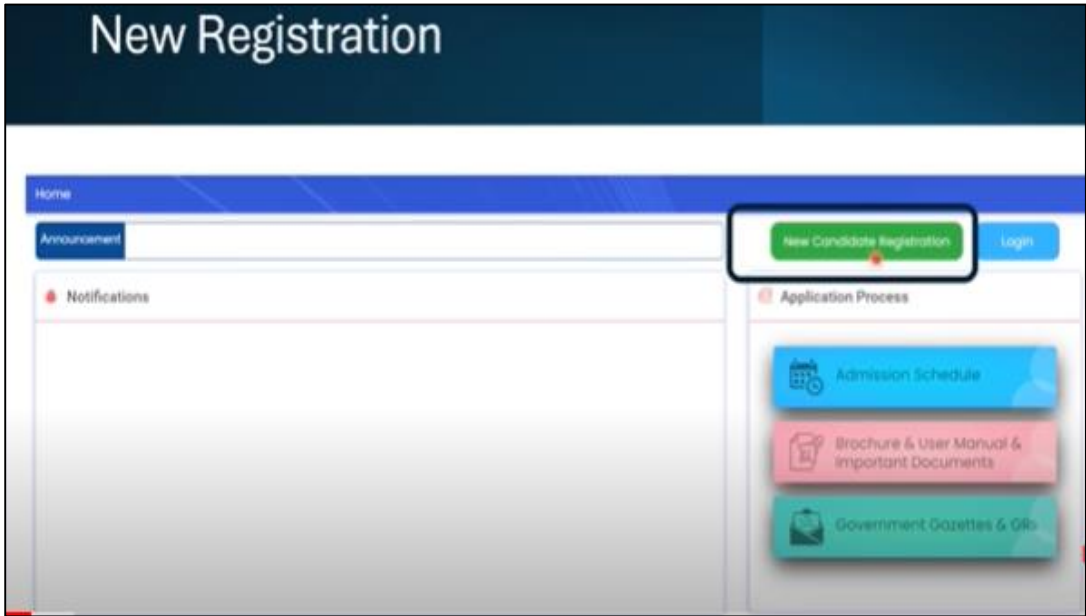 New Registration
Home
Announcement
New Candidate Registration
Login
Notifications
Application Process
Admission Schedule
Brochure & User Manual &
Important Documents
Government Gazettes & GRs